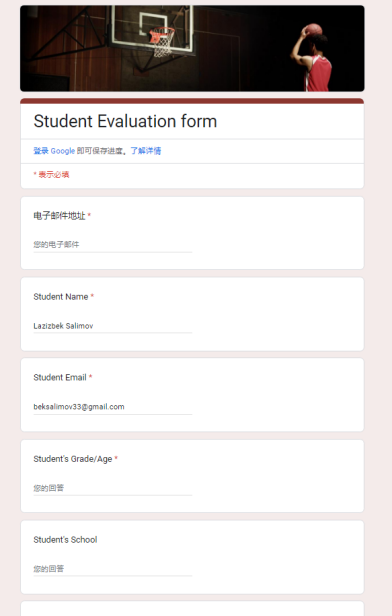 Student Evaluation form
登录 Google 即可保存进度。了解详情
* 表示必填
电子邮件地址 *
您的电子邮件
Student Name *
Lazizbek Salimov
Student Email *
beksalimov33@gmail.com
Student's Grade/Age *
您的回答
Student's School
您的回答